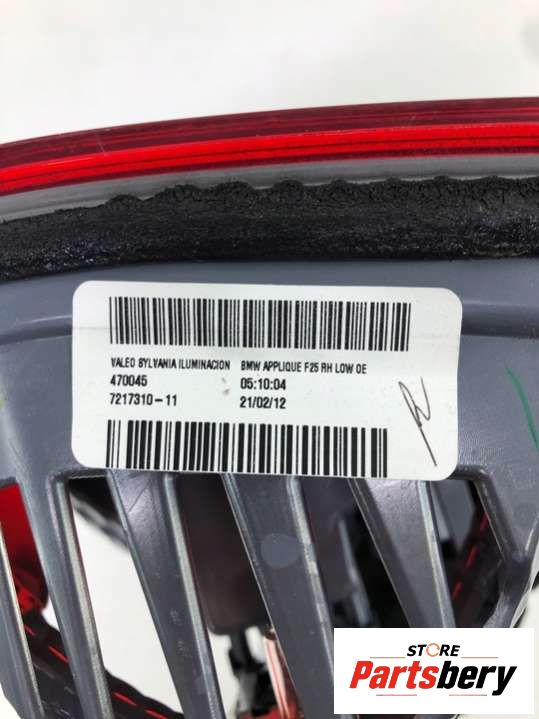 VALEO SYLVANIA ILUMINACION BMW APPLIQUE F25 RH LOW OE
470045 05:10:04
7217310-11 21/02/12
STORE
Partsbery